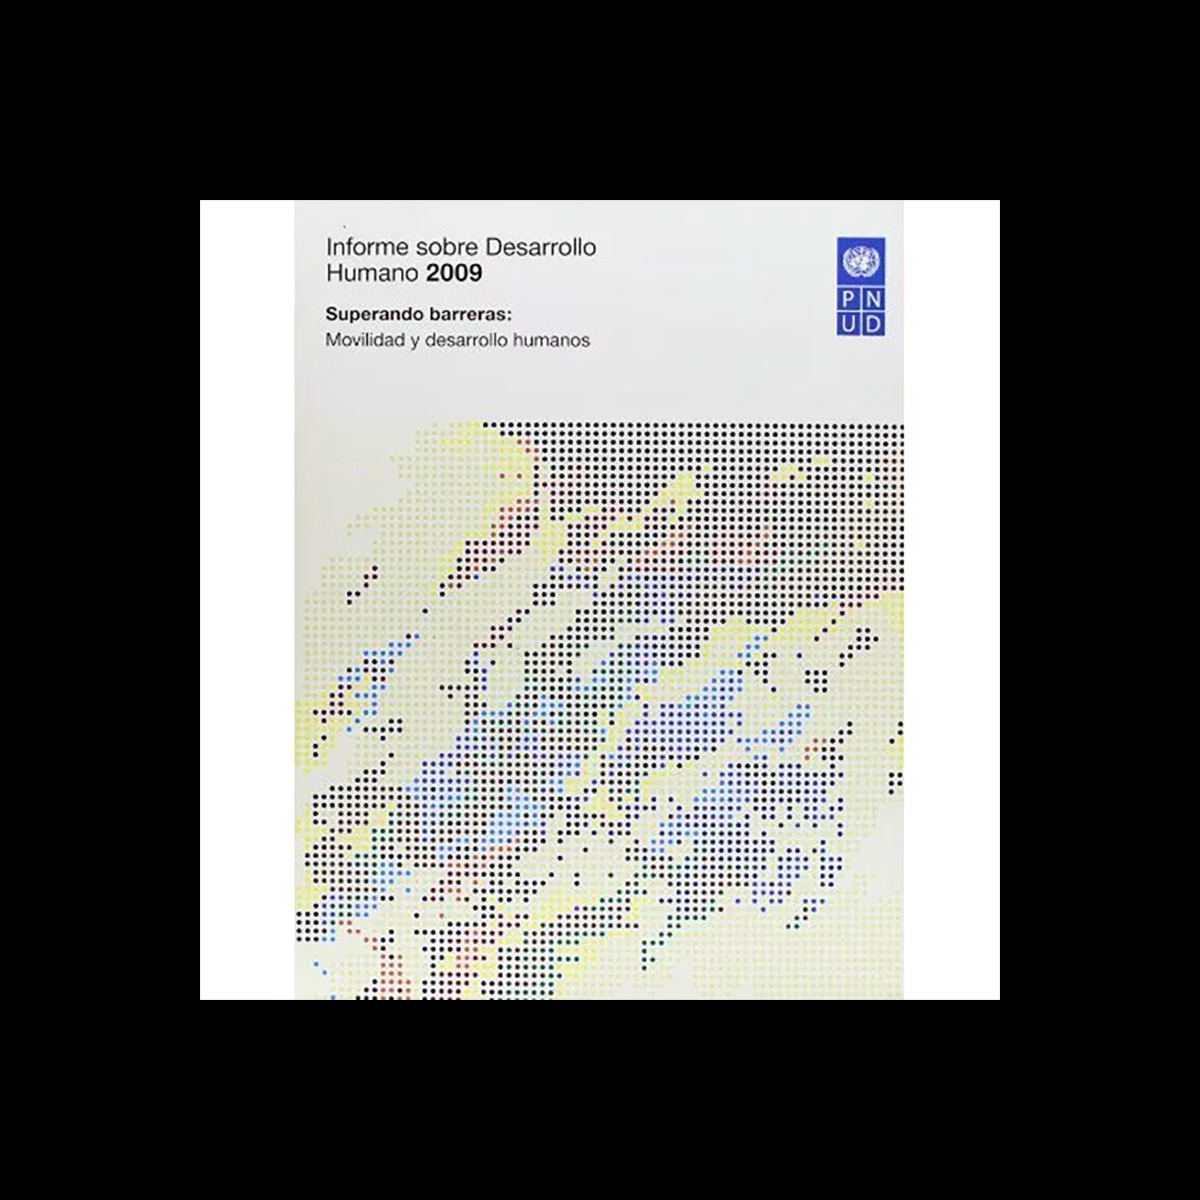 Informe sobre Desarrollo
Humano 2009
Superando barreras:
Movilidad y desarrollo humanos
P N
U D